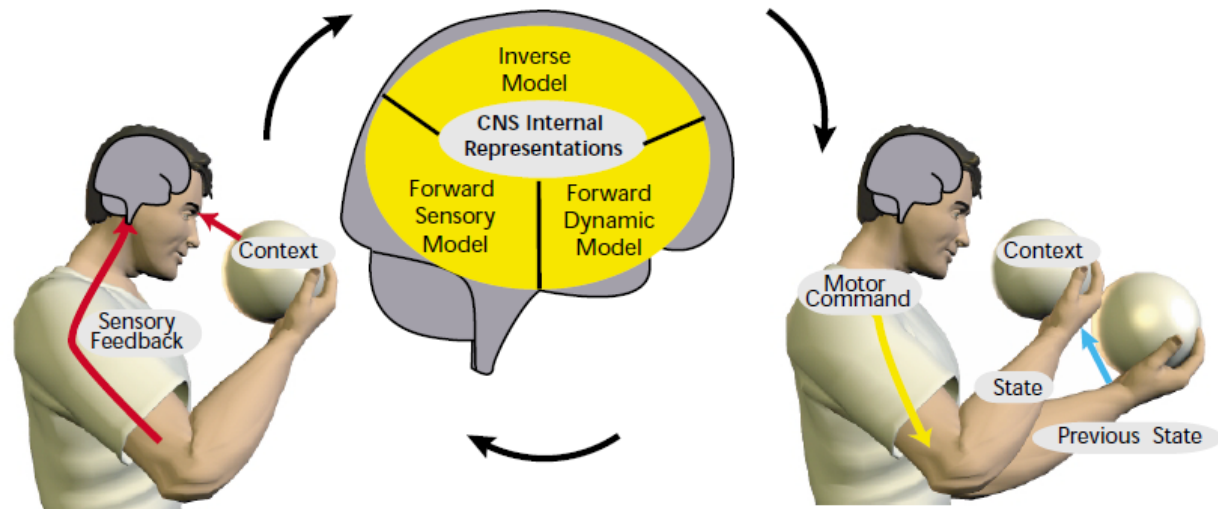 Inverse
Model
CNS Internal
Representations
Forward
Sensory
Model
Forward
Dynamic
Model
Context
Sensory
Feedback
Motor
Command
Context
State
Previous State